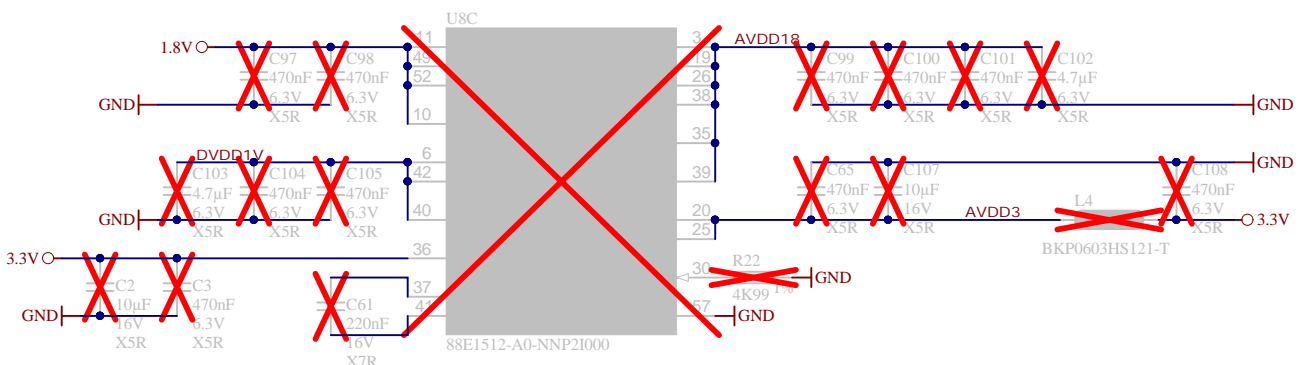 U8C
1.8V
11
49
52
10
C97
470nF
6.3V
X5R
C98
470nF
6.3V
X5R
GND
DVDD1V
6
42
40
C103
4.7µF
6.3V
X5R
C104
470nF
6.3V
X5R
C105
470nF
6.3V
X5R
GND
3.3V
36
C2
10µF
16V
X5R
C3
470nF
6.3V
X5R
GND
37
41
C61
220nF
16V
X7R
88E1512-A0-NNP2I000
3
19
26
38
35
39
AVDD18
C99
470nF
6.3V
X5R
C100
470nF
6.3V
X5R
C101
470nF
6.3V
X5R
C102
4.7µF
6.3V
X5R
GND
20
25
C65
470nF
6.3V
X5R
C107
10µF
16V
X5R
GND
AVDD3
L4
BKP0603HS121-T
C108
470nF
6.3V
X5R
3.3V
30
R22
4K99
1%
GND
57
GND